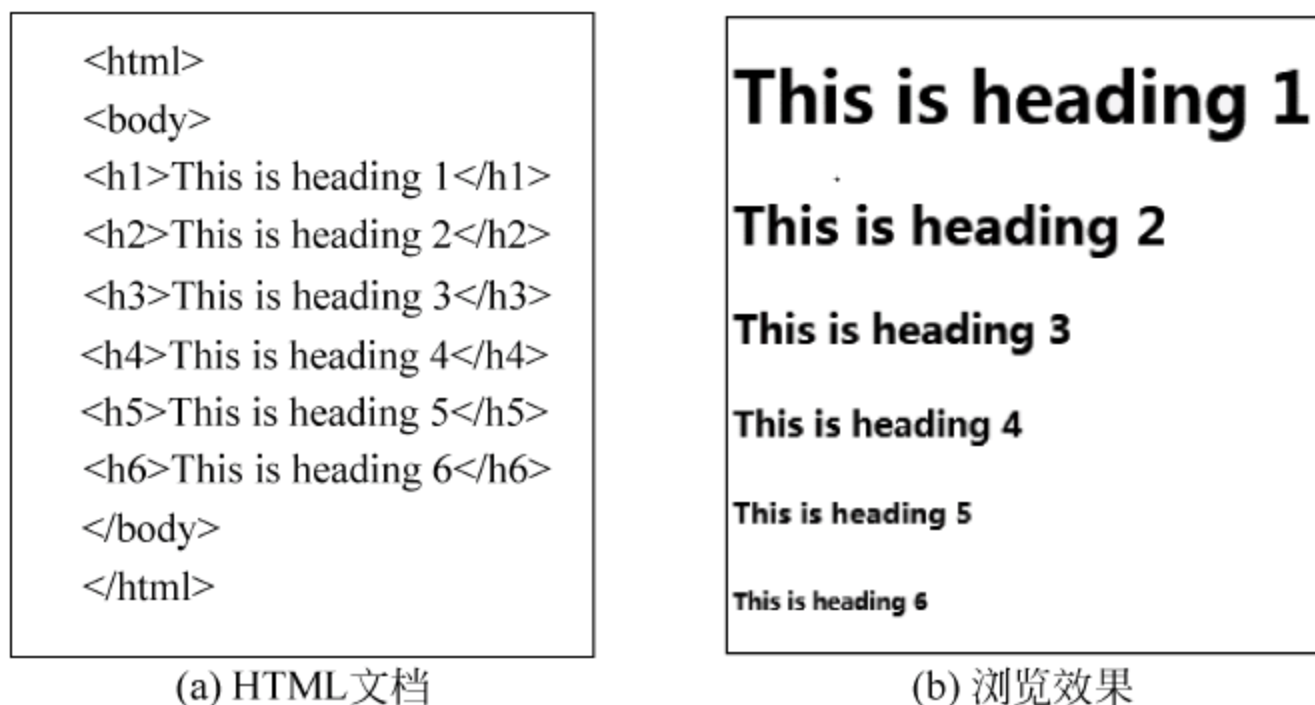 <html>
<body>
<h1>This is heading 1</h1>
<h2>This is heading 2</h2>
<h3>This is heading 3</h3>
<h4>This is heading 4</h4>
<h5>This is heading 5</h5>
<h6>This is heading 6</h6>
</body>
</html>
(a) HTML文档
This is heading 1
This is heading 2
This is heading 3
This is heading 4
This is heading 5
This is heading 6
(b) 浏览效果